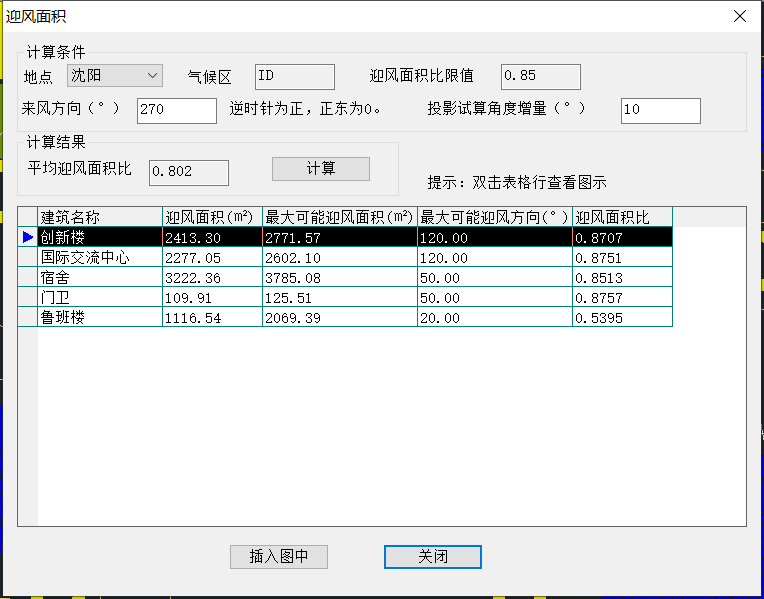 迎风面积
计算条件
地点 沈阳 气候区 ID 迎风面积比限值 0.85
来风方向(°) 270 逆时针为正，正东为0。 投影试算角度增量(°) 10
计算结果
平均迎风面积比 0.802 计算
提示：双击表格行查看图示
建筑名称 迎风面积(㎡) 最大可能迎风面积(㎡) 最大可能迎风方向(°) 迎风面积比
创新楼 2413.30 2771.57 120.00 0.8707
国际交流中心 2277.05 2602.10 120.00 0.8751
宿舍 3222.36 3785.08 50.00 0.8513
门卫 109.91 125.51 50.00 0.8757
鲁班楼 1116.54 2069.39 20.00 0.5395
插入图中 关闭